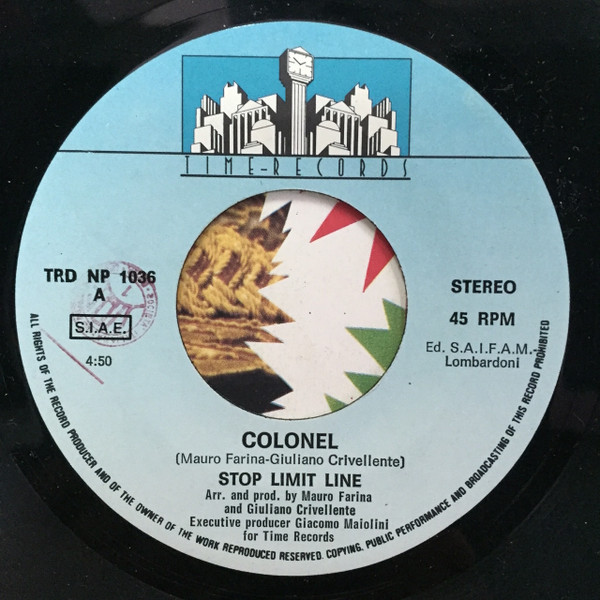 TIME-RECORDS
TRD NP 1036
A
S.I.A.E.
4:50
STEREO
45 RPM
Ed. S.A.I.F.A.M.-
Lombardoni
COLONEL
(Mauro Farina-Giuliano Crivellente)
STOP LIMIT LINE
Arr. and prod. by Mauro Farina
and Giuliano Crivellente
Executive producer Giacomo Maiolini
for Time Records
ALL RIGHTS OF THE RECORD PRODUCER AND OF THE OWNER OF THE WORK REPRODUCED RESERVED. COPYING, PUBLIC PERFORMANCE AND BROADCASTING OF THIS RECORD PROHIBITED